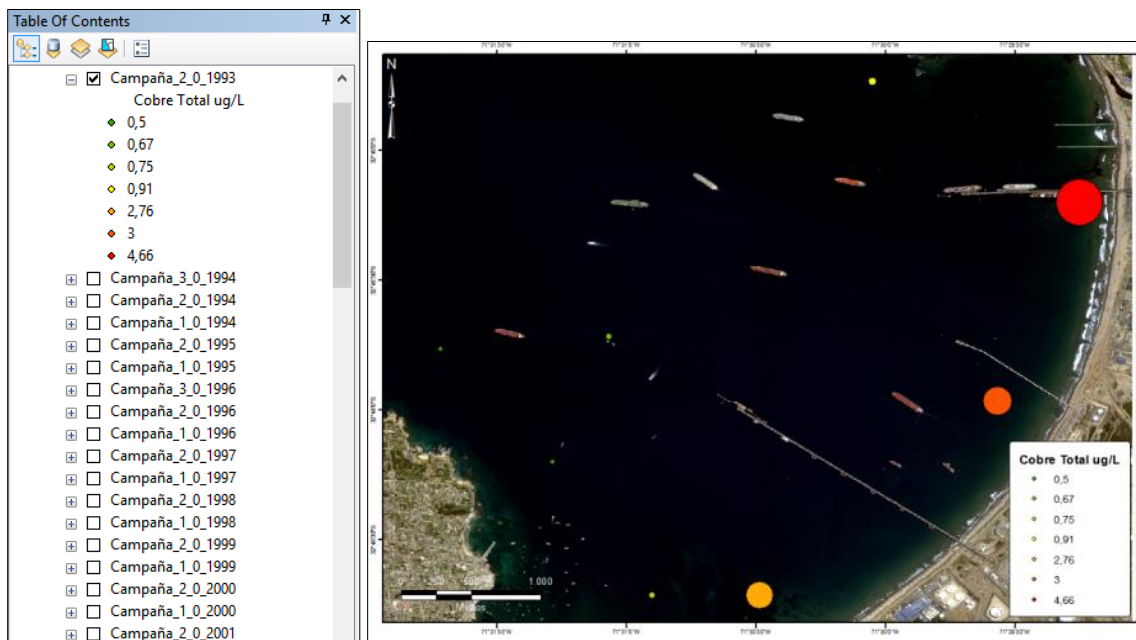 Table Of Contents
Campaña_2_0_1993
Cobre Total ug/L
0,5
0,67
0,75
0,91
2,76
3
4,66
Campaña_3_0_1994
Campaña_2_0_1994
Campaña_1_0_1994
Campaña_2_0_1995
Campaña_1_0_1995
Campaña_3_0_1996
Campaña_2_0_1996
Campaña_1_0_1996
Campaña_2_0_1997
Campaña_1_0_1997
Campaña_2_0_1998
Campaña_1_0_1998
Campaña_2_0_1999
Campaña_1_0_1999
Campaña_2_0_2000
Campaña_1_0_2000
Campaña_2_0_2001
N
Cobre Total ug/L
0,5
0,67
0,75
0,91
2,76
3
4,66
0
1.000